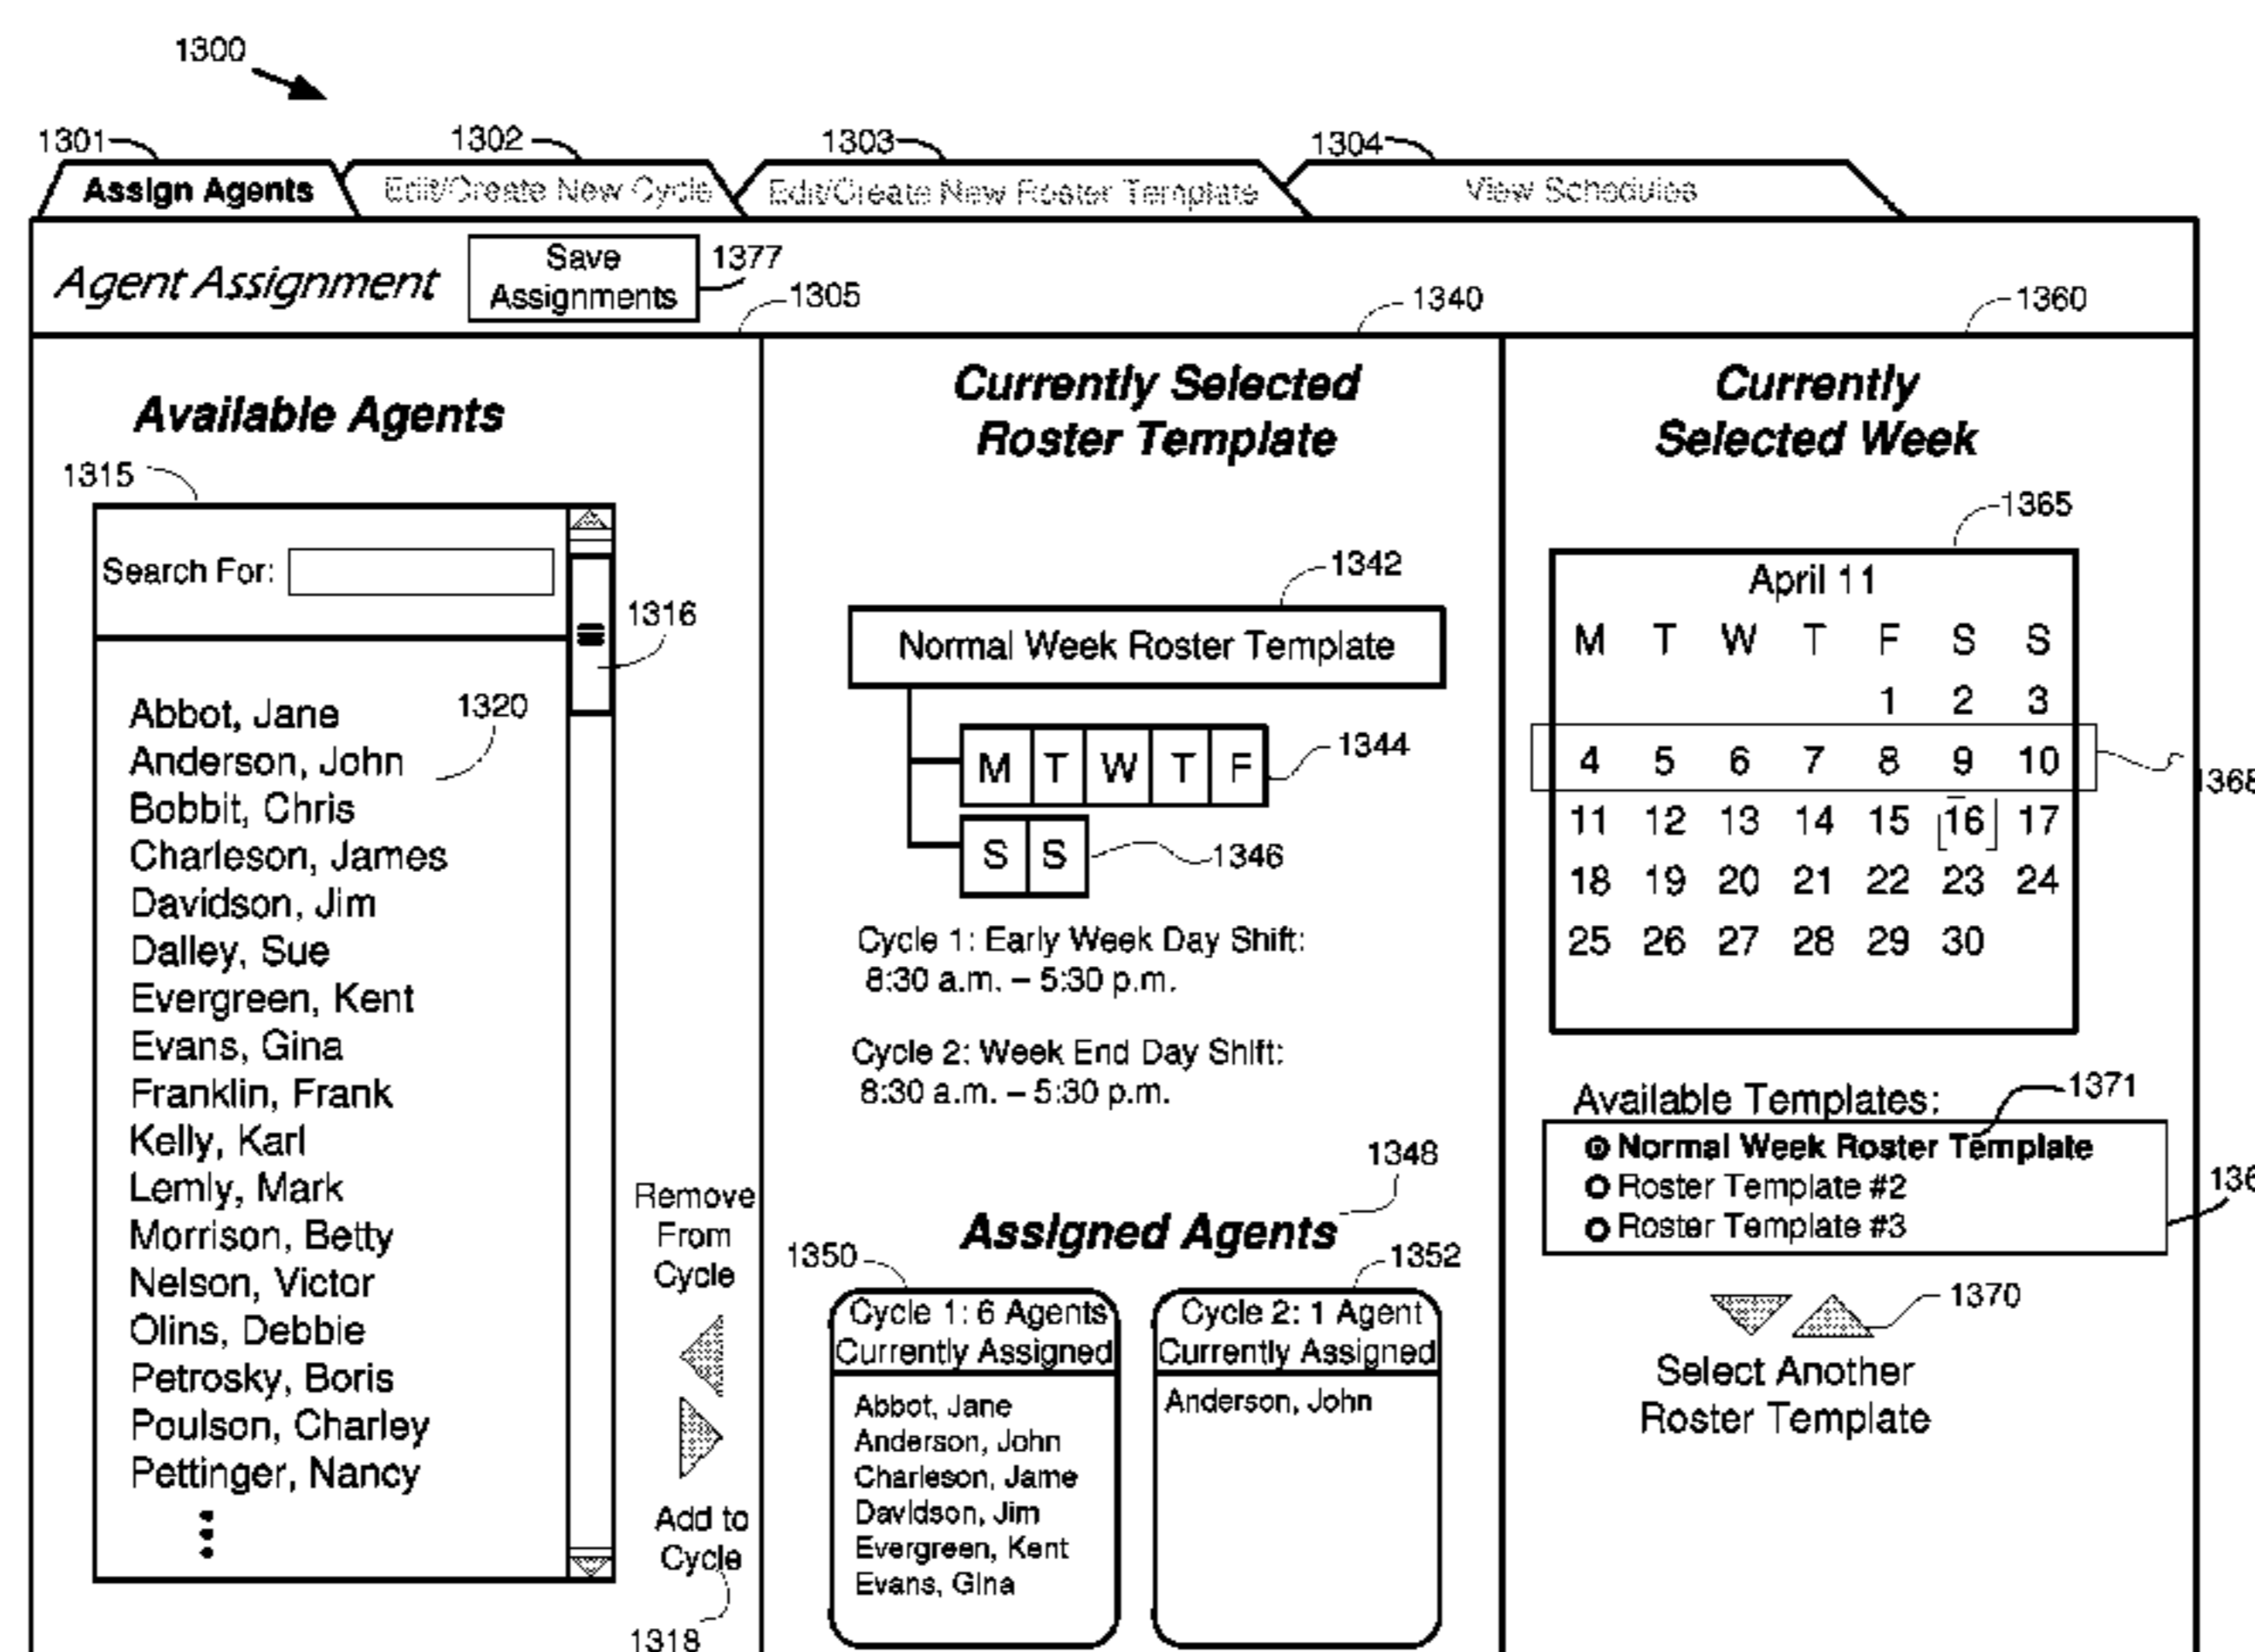 1300
1301
1302
1303
1304
Assign Agents
Edit/Create New Cycle
Edit/Create New Roster Template
View Schedules
Agent Assignment
Save
Assignments
1377
1305
1340
1360
Available Agents
1315
Search For:
1316
1320
Abbot, Jane
Anderson, John
Bobbit, Chris
Charleson, James
Davidson, Jim
Dalley, Sue
Evergreen, Kent
Evans, Gina
Franklin, Frank
Kelly, Karl
Lemly, Mark
Morrison, Betty
Nelson, Victor
Olins, Debbie
Petrosky, Boris
Poulson, Charley
Pettinger, Nancy
Remove
From
Cycle
Add to
Cycle
1318
Currently Selected
Roster Template
1342
Normal Week Roster Template
M T W T F
1344
S S
1346
Cycle 1: Early Week Day Shift:
8:30 a.m. – 5:30 p.m.
Cycle 2: Week End Day Shift:
8:30 a.m. – 5:30 p.m.
1348
Assigned Agents
1350
1352
Cycle 1: 6 Agents
Currently Assigned
Abbot, Jane
Anderson, John
Charleson, Jame
Davidson, Jim
Evergreen, Kent
Evans, Gina
Cycle 2: 1 Agent
Currently Assigned
Anderson, John
Currently
Selected Week
1365
April 11
M T W T F S S
1 2 3
4 5 6 7 8 9 10
1368
11 12 13 14 15 16 17
18 19 20 21 22 23 24
25 26 27 28 29 30
1371
Available Templates:
Normal Week Roster Template
Roster Template #2
Roster Template #3
1370
Select Another
Roster Template